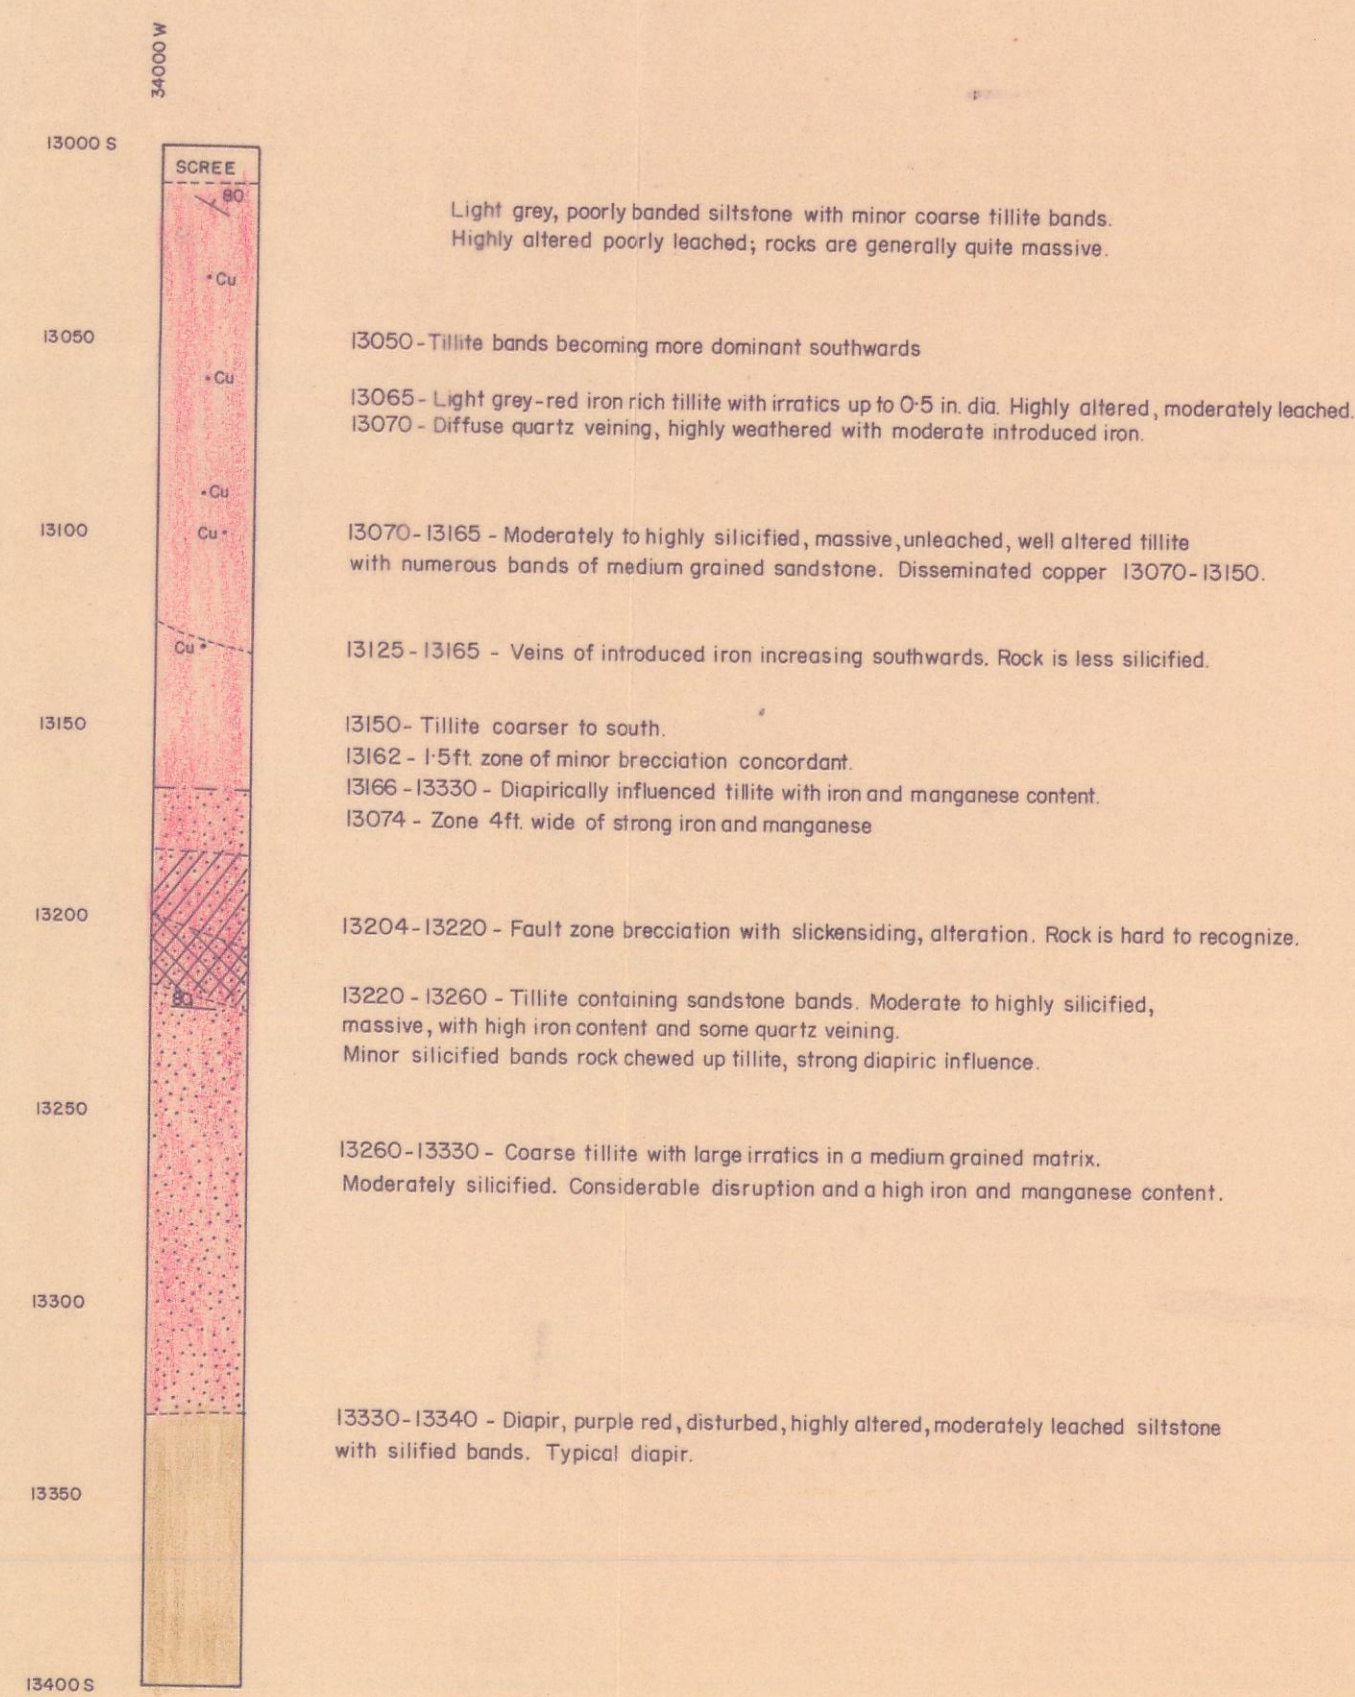 34000 W
13000 S
SCREE
80
Light grey, poorly banded siltstone with minor coarse tillite bands.
Highly altered poorly leached; rocks are generally quite massive.
Cu
13050
13050-Tillite bands becoming more dominant southwards
Cu
13065- Light grey-red iron rich tillite with irratics up to 0·5 in. dia. Highly altered, moderately leached.
13070 - Diffuse quartz veining, highly weathered with moderate introduced iron.
Cu
13100
Cu
13070-13165 - Moderately to highly silicified, massive, unleached, well altered tillite
with numerous bands of medium grained sandstone. Disseminated copper 13070-13150.
Cu
13125-13165 - Veins of introduced iron increasing southwards. Rock is less silicified.
13150
13150- Tillite coarser to south.
13162 - 1·5ft. zone of minor brecciation concordant.
13166 -13330 - Diapirically influenced tillite with iron and manganese content.
13074 - Zone 4ft. wide of strong iron and manganese
13200
13204-13220 - Fault zone brecciation with slickensiding, alteration. Rock is hard to recognize.
80
13220 - 13260 - Tillite containing sandstone bands. Moderate to highly silicified,
massive, with high iron content and some quartz veining.
Minor silicified bands rock chewed up tillite, strong diapiric influence.
13250
13260-13330 - Coarse tillite with large irratics in a medium grained matrix.
Moderately silicified. Considerable disruption and a high iron and manganese content.
13300
13330-13340 - Diapir, purple red, disturbed, highly altered, moderately leached siltstone
with silified bands. Typical diapir.
13350
13400 S